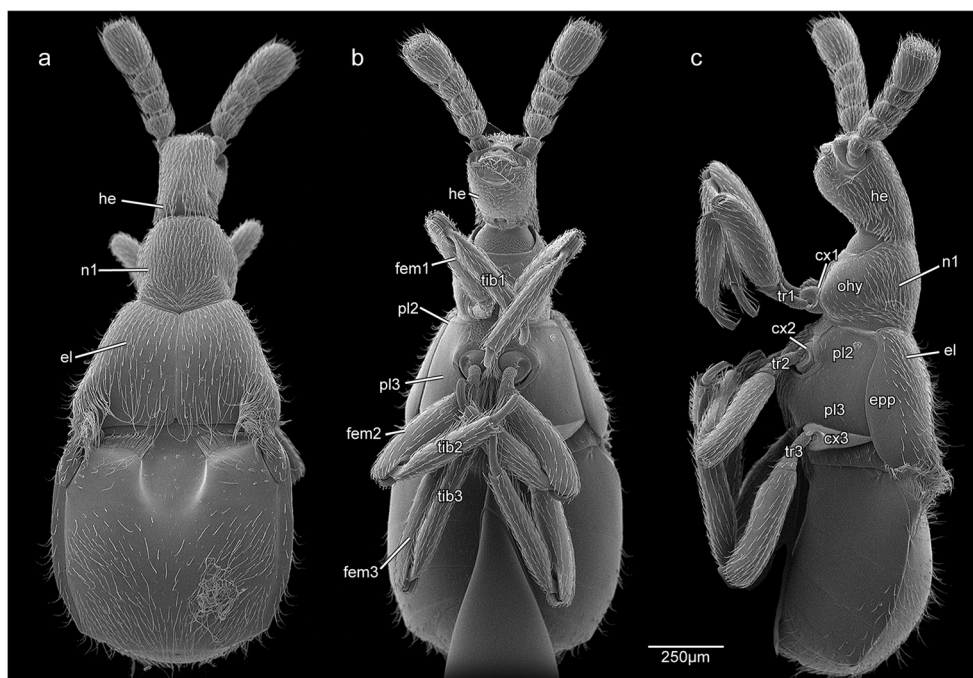 a
he
n1
el
b
he
fem1
tib1
pl2
pl3
fem2
tib2
tib3
fem3
c
he
cx1
n1
ohy
tr1
cx2
pl2
el
tr2
epp
pl3
cx3
tr3
250µm